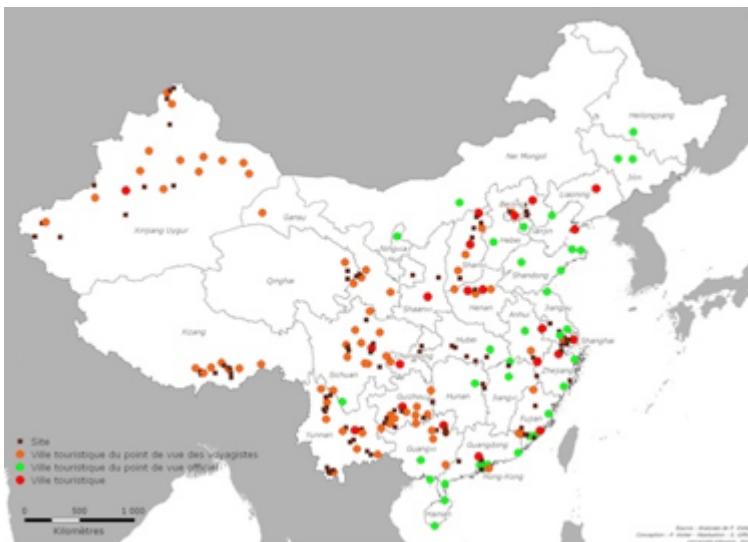 Heilongjang
Nei Mongol
Jilin
Liaoning
Beijing
Tianjin
Xinjiang Uygur
Gansu
Ningxia
Hebei
Shanxi
Shandong
Qinghai
Shaanxi
Henan
Jiangsu
Anhui
Shanghai
Xizang
Hubei
Sichuan
Zhejiang
Hunan
Jiangxi
Guizhou
Fujian
Yunnan
Guangxi
Guangdong
Hong-Kong
Hainan
Site
Ville touristique du point de vue des voyagistes
Ville touristique du point de vue officiel
Ville touristique
0 500 1 000
Kilomètres